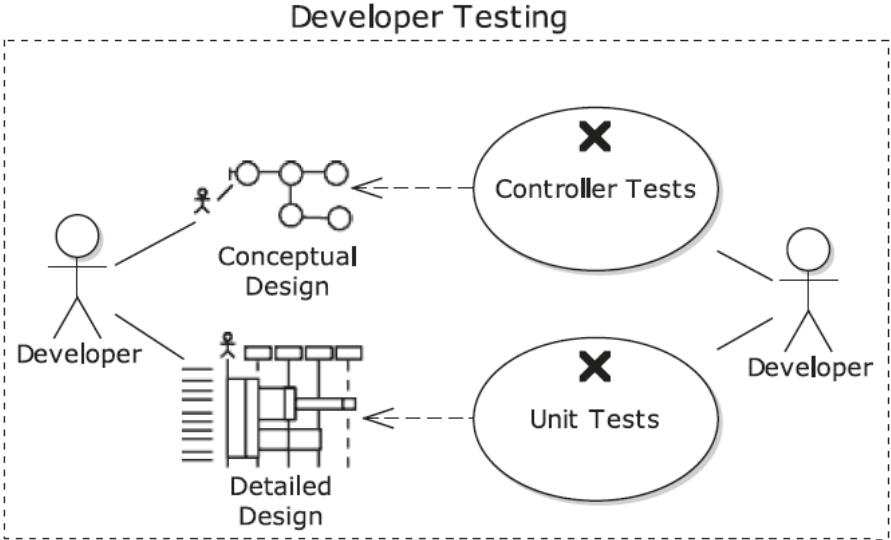 Developer Testing
Controller Tests
Conceptual
Design
Developer
Developer
Unit Tests
Detailed
Design